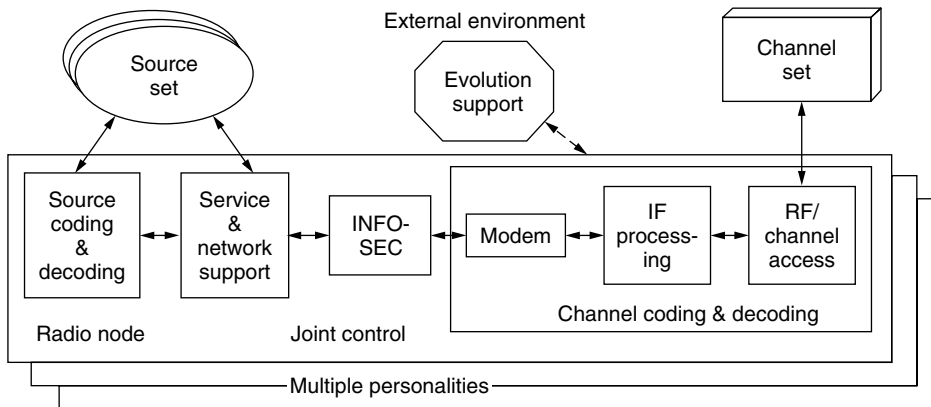 External environment
Source
set
Evolution
support
Channel
set
Source
coding
&
decoding
Service
&
network
support
INFO-
SEC
Modem
IF
process-
ing
RF/
channel
access
Channel coding & decoding
Radio node
Joint control
Multiple personalities